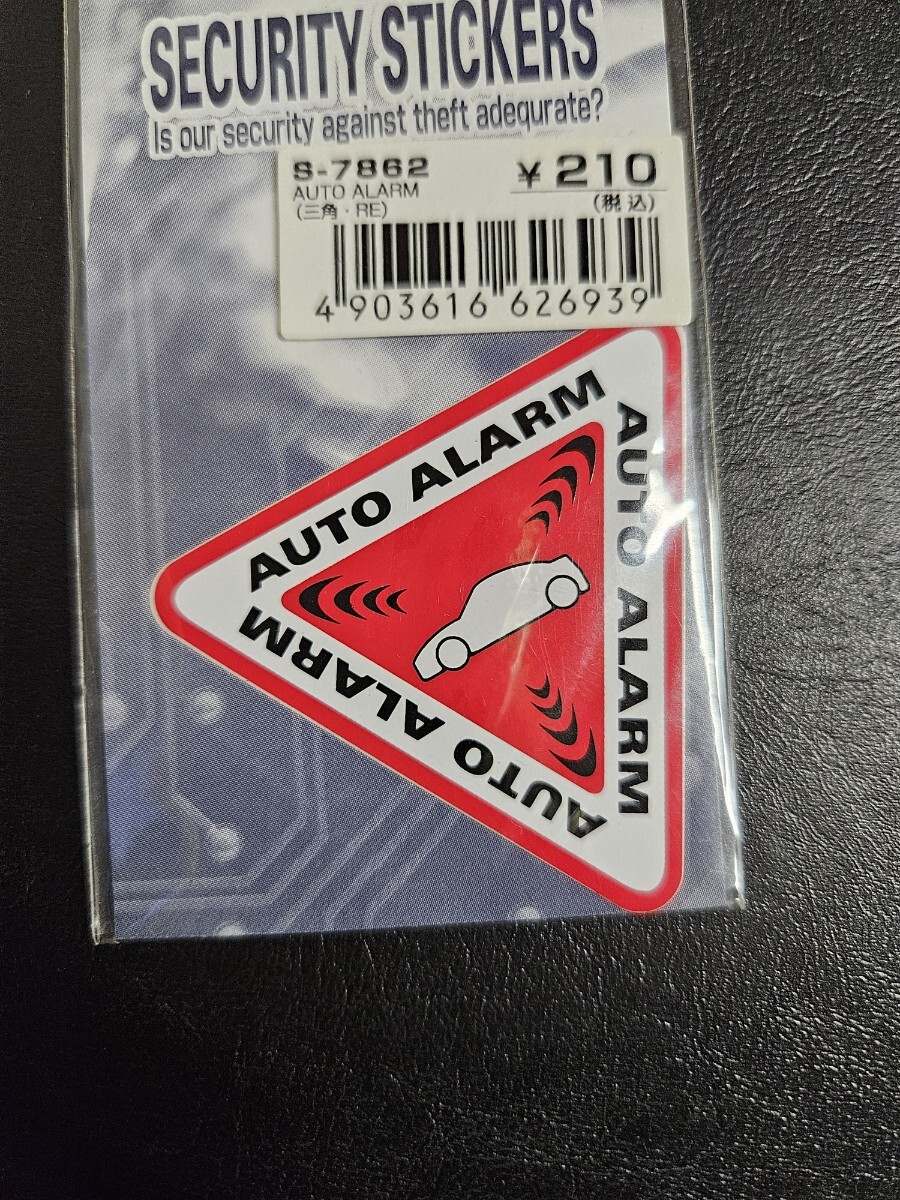 SECURITY STICKERS
Is our security against theft adequrate?
S-7862
¥210
AUTO ALARM
(税込)
(三角・RE)
4 903616 626939
AUTO ALARM
AUTO ALARM
AUTO ALARM